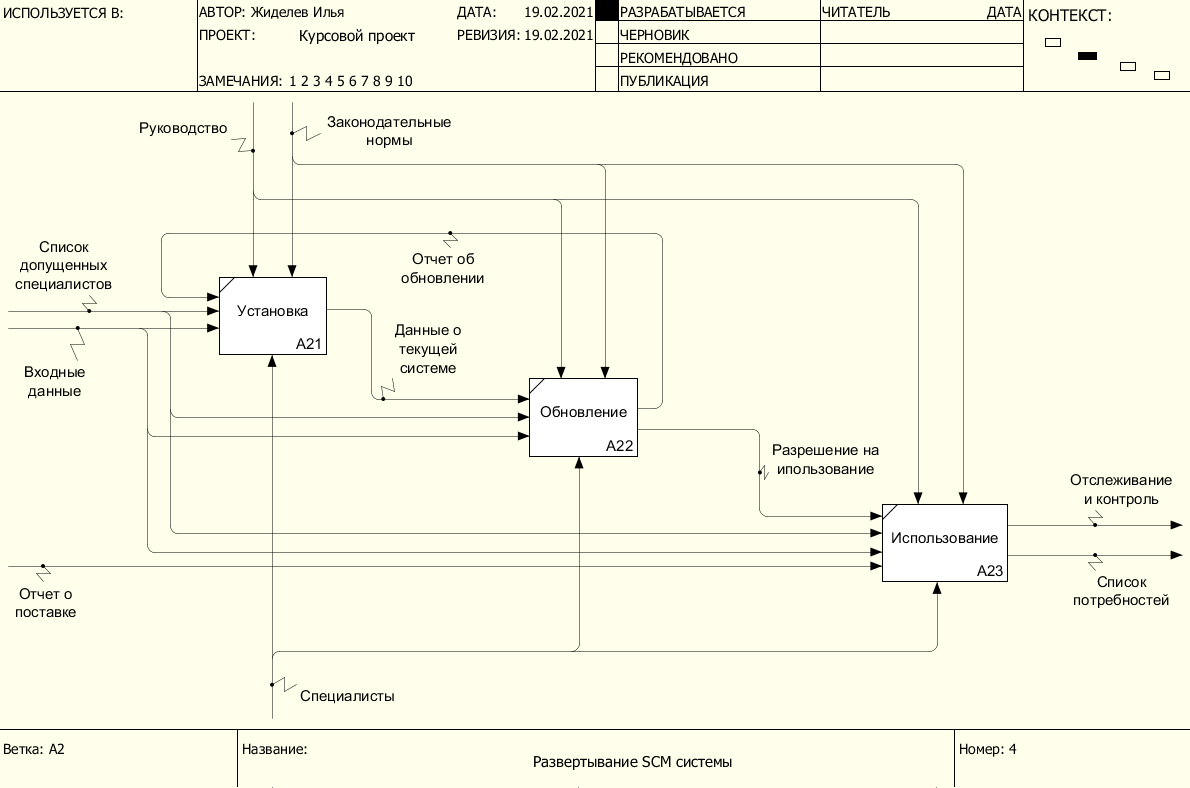 ИСПОЛЬЗУЕТСЯ В:
АВТОР: Жиделев Илья
ДАТА: 19.02.2021
РАЗРАБАТЫВАЕТСЯ
ЧИТАТЕЛЬ
ДАТА
КОНТЕКСТ:
ПРОЕКТ: Курсовой проект
РЕВИЗИЯ: 19.02.2021
ЧЕРНОВИК
РЕКОМЕНДОВАНО
ЗАМЕЧАНИЯ: 1 2 3 4 5 6 7 8 9 10
ПУБЛИКАЦИЯ
Руководство
Законодательные
нормы
Список
допущенных
специалистов
Отчет об
обновлении
Установка
A21
Данные о
текущей
системе
Входные
данные
Обновление
A22
Разрешение на
ипользование
Отслеживание
и контроль
Использование
A23
Отчет о
поставке
Список
потребностей
Специалисты
Ветка: A2
Название:
Развертывание SCM системы
Номер: 4